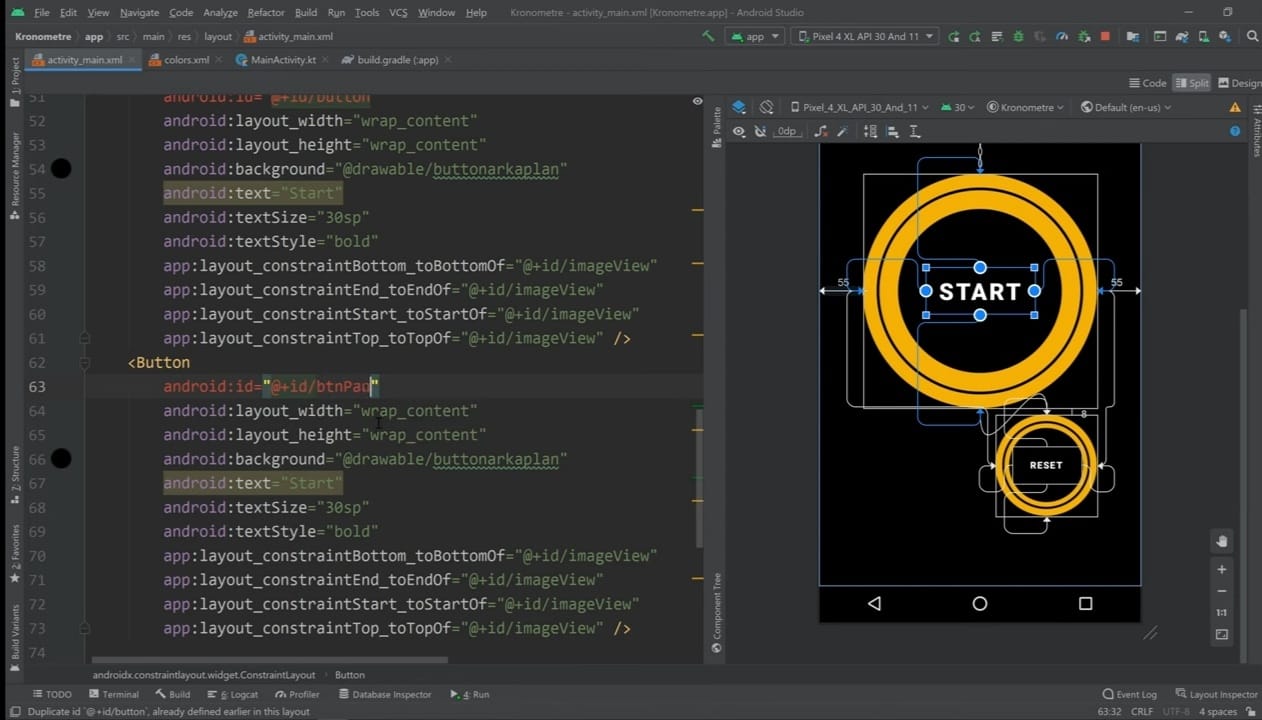 File Edit View Navigate Code Analyze Refactor Build Run Tools VCS Window Help Kronometre - activity_main.xml [Kronometre.app] - Android Studio
Kronometre app src main res layout activity_main.xml app Pixel 4 XL API 30 And 11
activity_main.xml colors.xml MainActivity.kt build.gradle (:app)
Code Split Design
Pixel_4_XL_API_30_And_11 30 Kronometre Default (en-us)
0dp
1: Project
Resource Manager
7: Structure
2: Favorites
Build Variants
51 android:id="@+id/button
52 android:layout_width="wrap_content"
53 android:layout_height="wrap_content"
54 android:background="@drawable/buttonarkaplan"
55 android:text="Start"
56 android:textSize="30sp"
57 android:textStyle="bold"
58 app:layout_constraintBottom_toBottomOf="@+id/imageView"
59 app:layout_constraintEnd_toEndOf="@+id/imageView"
60 app:layout_constraintStart_toStartOf="@+id/imageView"
61 app:layout_constraintTop_toTopOf="@+id/imageView" />
62 <Button
63 android:id="@+id/btnPau"
64 android:layout_width="wrap_content"
65 android:layout_height="wrap_content"
66 android:background="@drawable/buttonarkaplan"
67 android:text="Start"
68 android:textSize="30sp"
69 android:textStyle="bold"
70 app:layout_constraintBottom_toBottomOf="@+id/imageView"
71 app:layout_constraintEnd_toEndOf="@+id/imageView"
72 app:layout_constraintStart_toStartOf="@+id/imageView"
73 app:layout_constraintTop_toTopOf="@+id/imageView" />
74
Palette
Component Tree
Attributes
55 START 55
8
RESET
1:1
androidx.constraintlayout.widget.ConstraintLayout Button
TODO Terminal Build 6: Logcat Profiler Database Inspector 4: Run Event Log Layout Inspector
Duplicate id `@+id/button`, already defined earlier in this layout 63:32 CRLF UTF-8 4 spaces